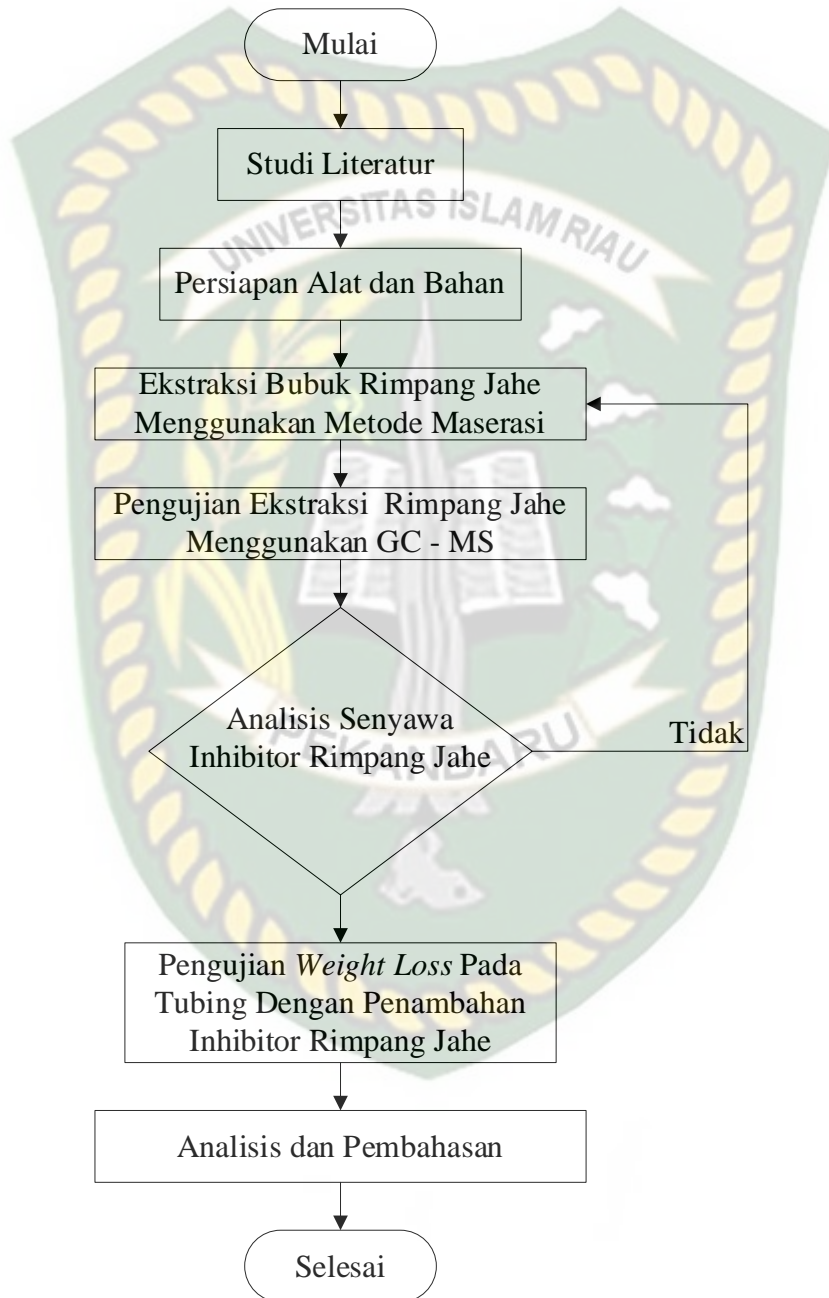 Mulai
Studi Literatur
UNIVERSITAS ISLAM RIAU
Persiapan Alat dan Bahan
Ekstraksi Bubuk Rimpang Jahe
Menggunakan Metode Maserasi
Pengujian Ekstraksi Rimpang Jahe
Menggunakan GC - MS
Analisis Senyawa
Inhibitor Rimpang Jahe
Tidak
PEKANBARU
Pengujian Weight Loss Pada
Tubing Dengan Penambahan
Inhibitor Rimpang Jahe
Analisis dan Pembahasan
Selesai